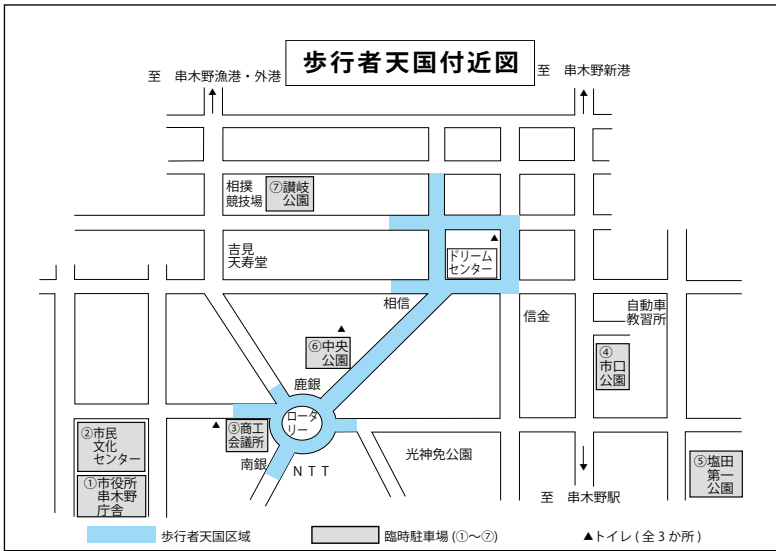 歩行者天国付近図
至 串木野漁港・外港
至 串木野新港
相撲
競技場
⑦讃岐
公園
吉見
天寿堂
ドリーム
センター
▲
相信
信金
自動車
教習所
▲
⑥中央
公園
④
市口
公園
鹿銀
ロータ
リー
▲
③商工
会議所
②市民
文化
センター
南銀
NTT
光神免公園
①市役所
串木野
庁舎
⑤塩田
第一
公園
至 串木野駅
歩行者天国区域
臨時駐車場(①〜⑦)
▲トイレ(全3か所)